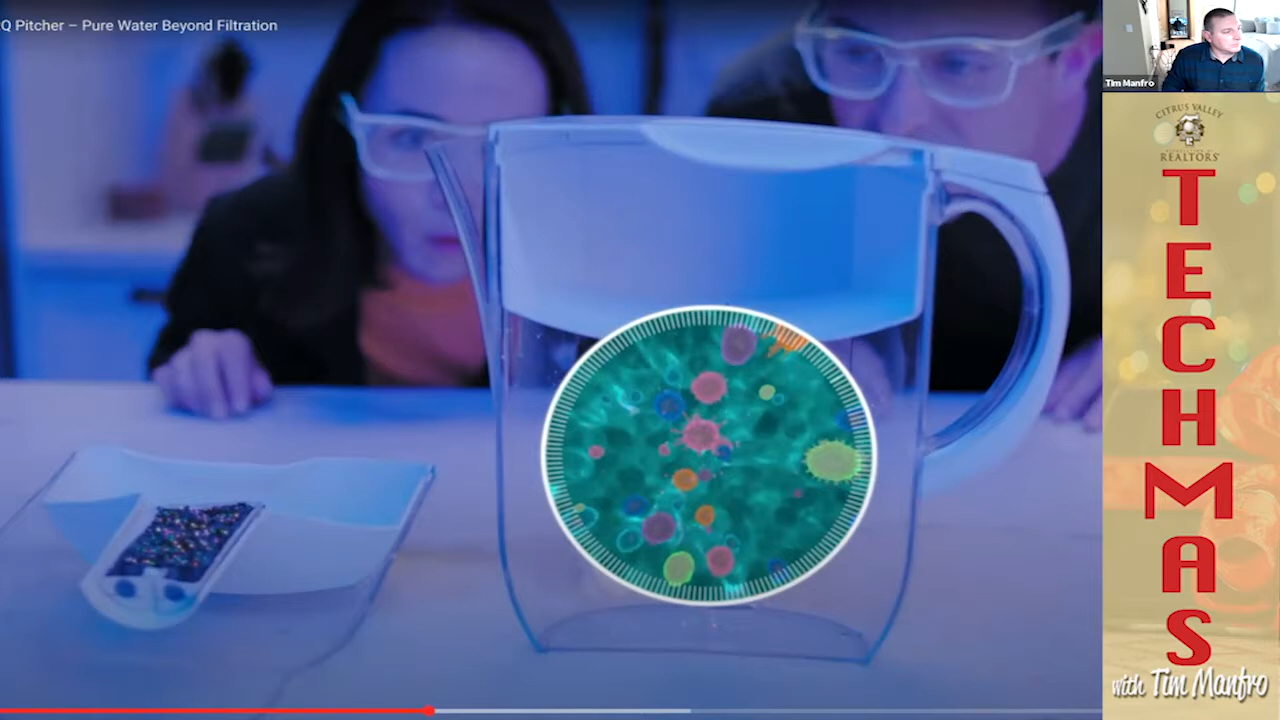 Q Pitcher – Pure Water Beyond Filtration
Tim Manfro
CITRUS VALLEY
REALTORS
TECHMAS
with Tim Manfro